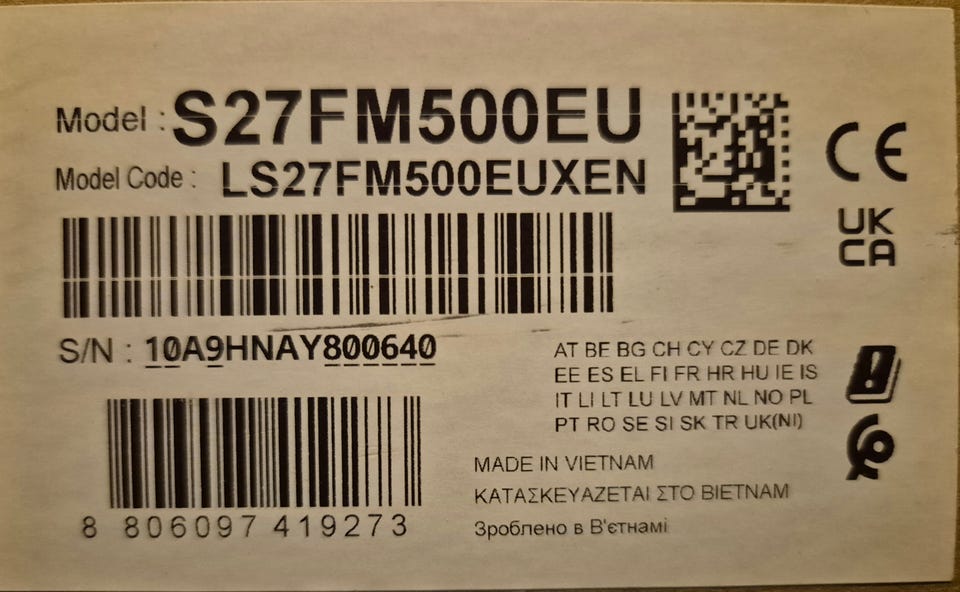 Model : S27FM500EU
Model Code : LS27FM500EUXEN
CE
UK
CA
S/N : 10A9HNAY800640
AT BE BG CH CY CZ DE DK
EE ES EL FI FR HR HU IE IS
IT LI LT LU LV MT NL NO PL
PT RO SE SI SK TR UK(NI)
MADE IN VIETNAM
ΚΑΤΑΣΚΕΥΑΖΕΤΑΙ ΣΤΟ ΒΙΕΤΝΑΜ
Зроблено в В'єтнамі
8 806097 419273